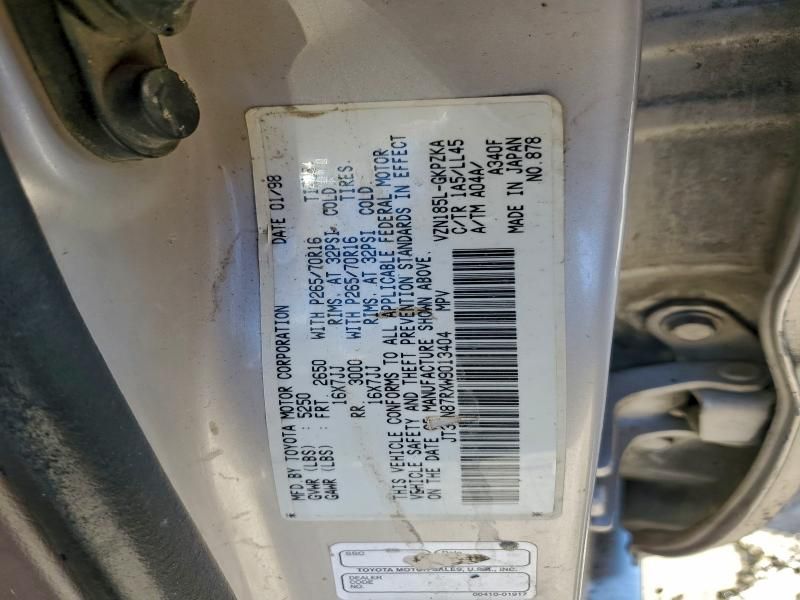 MFD BY TOYOTA MOTOR CORPORATION DATE 01/98
GVWR (LBS) : 5250
GAWR (LBS) : FRT 2650 WITH P265/70R16
16X7JJ RIMS, AT 32PSI COLD
RR 3000 WITH P265/70R16 TIRES.
16X7JJ RIMS, AT 32PSI COLD
THIS VEHICLE CONFORMS TO ALL APPLICABLE FEDERAL MOTOR
VEHICLE SAFETY AND THEFT PREVENTION STANDARDS IN EFFECT
ON THE DATE OF MANUFACTURE SHOWN ABOVE.
87RXW9013404 MPV
VZN185L-GKPZKA
C/TR 1A5/LL45
A/TM A04A/
A340F
MADE IN JAPAN
NO. 878
SSC Date
TOYOTA MOTOR SALES, U.S.A., INC.
DEALER
CODE
NO.
00410-01917